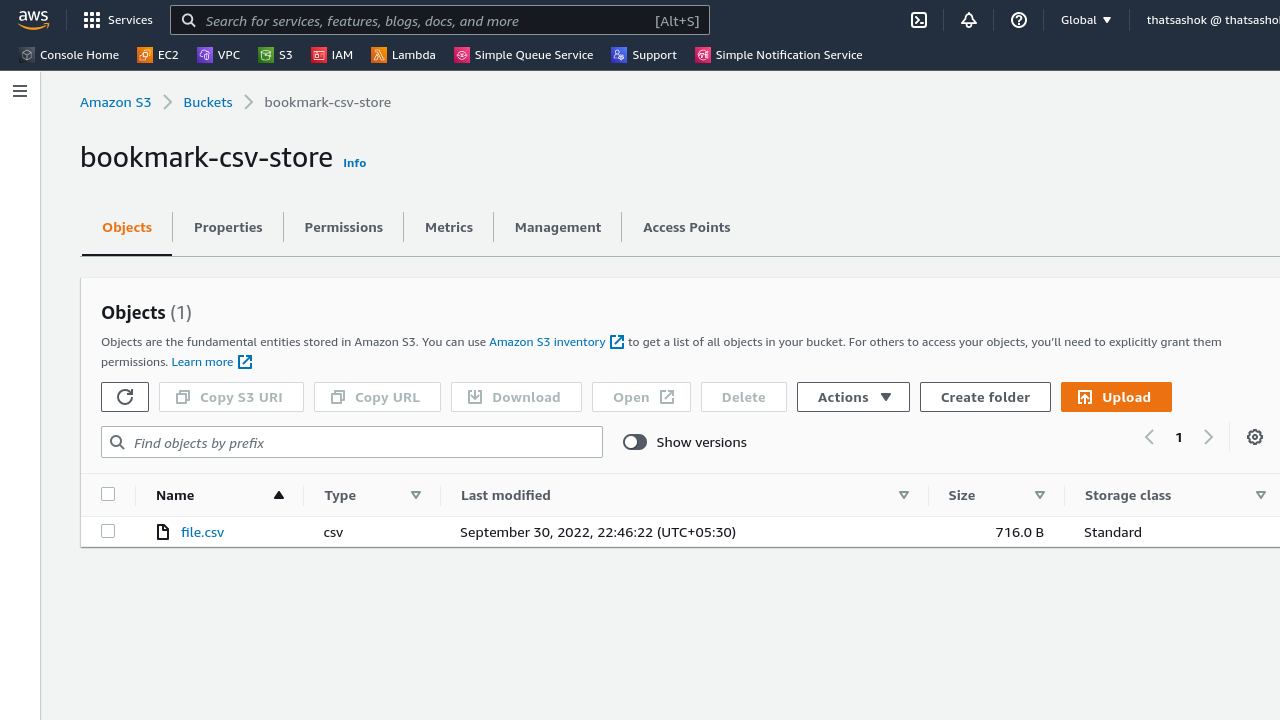 aws Services Search for services, features, blogs, docs, and more [Alt+S] Global thatsashok @ thatsashok
Console Home EC2 VPC S3 IAM Lambda Simple Queue Service Support Simple Notification Service
Amazon S3 Buckets bookmark-csv-store
bookmark-csv-store Info
Objects Properties Permissions Metrics Management Access Points
Objects (1)
Objects are the fundamental entities stored in Amazon S3. You can use Amazon S3 inventory to get a list of all objects in your bucket. For others to access your objects, you'll need to explicitly grant them
permissions. Learn more
Copy S3 URI Copy URL Download Open Delete Actions Create folder Upload
Find objects by prefix Show versions 1
Name Type Last modified Size Storage class
file.csv csv September 30, 2022, 22:46:22 (UTC+05:30) 716.0 B Standard